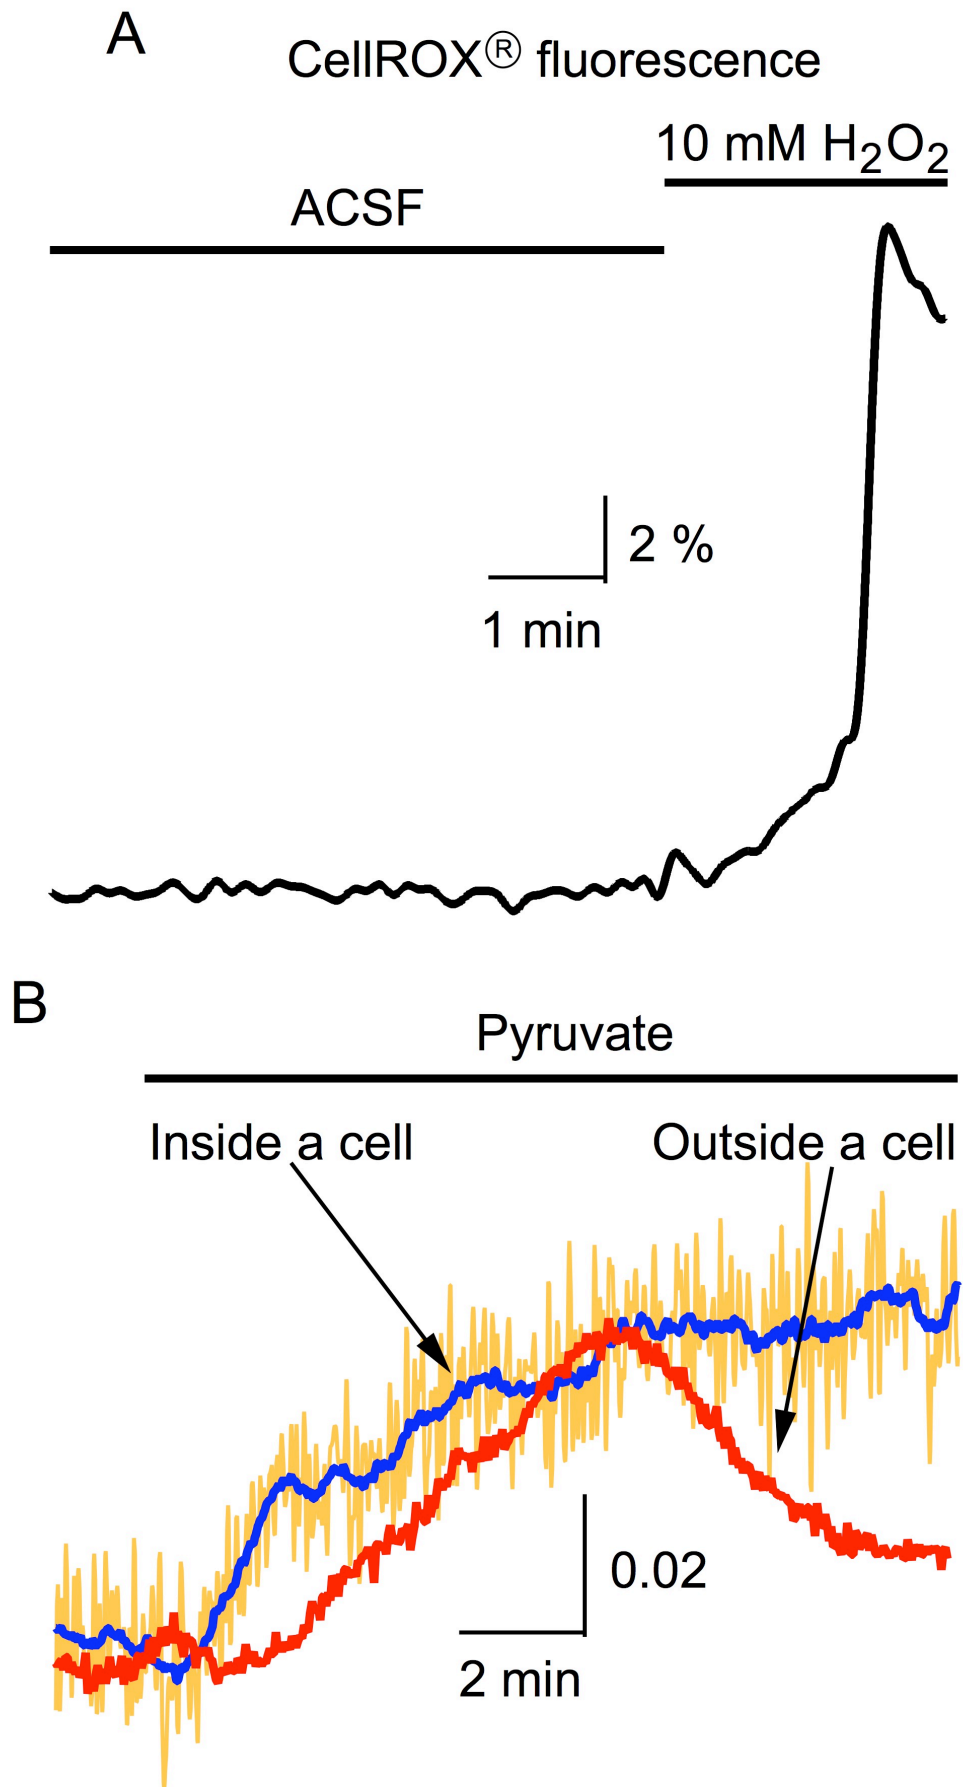 A
CellROX® fluorescence
10 mM H₂O₂
ACSF
2 %
1 min
B
Pyruvate
Inside a cell
Outside a cell
0.02
2 min